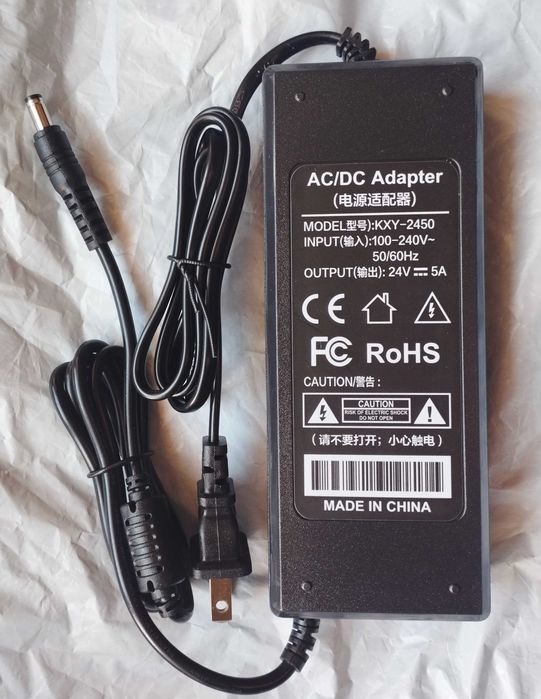 AC/DC Adapter
(电源适配器)
MODEL型号):KXY-2450
INPUT(输入):100-240V~
50/60Hz
OUTPUT(输出): 24V 5A
CE
FC RoHS
CAUTION/警告:
CAUTION
RISK OF ELECTRIC SHOCK
DO NOT OPEN
(请不要打开;小心触电)
MADE IN CHINA